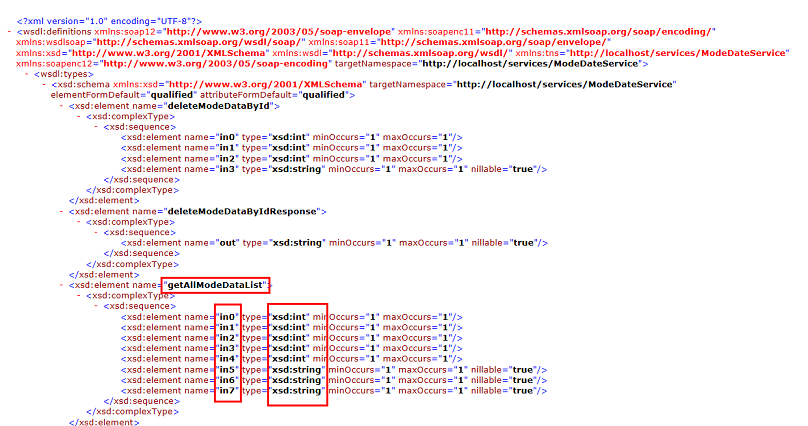 <?xml version="1.0" encoding="UTF-8"?>
- <wsdl:definitions xmlns:soap12="http://www.w3.org/2003/05/soap-envelope" xmlns:soapenc11="http://schemas.xmlsoap.org/soap/encoding/"
xmlns:wsdlsoap="http://schemas.xmlsoap.org/wsdl/soap/" xmlns:soap11="http://schemas.xmlsoap.org/soap/envelope/"
xmlns:xsd="http://www.w3.org/2001/XMLSchema" xmlns:wsdl="http://schemas.xmlsoap.org/wsdl/" xmlns:tns="http://localhost/services/ModeDateService"
xmlns:soapenc12="http://www.w3.org/2003/05/soap-encoding" targetNamespace="http://localhost/services/ModeDateService">
- <wsdl:types>
- <xsd:schema xmlns:xsd="http://www.w3.org/2001/XMLSchema" targetNamespace="http://localhost/services/ModeDateService"
elementFormDefault="qualified" attributeFormDefault="qualified">
- <xsd:element name="deleteModeDataById">
- <xsd:complexType>
- <xsd:sequence>
<xsd:element name="in0" type="xsd:int" minOccurs="1" maxOccurs="1"/>
<xsd:element name="in1" type="xsd:int" minOccurs="1" maxOccurs="1"/>
<xsd:element name="in2" type="xsd:int" minOccurs="1" maxOccurs="1"/>
<xsd:element name="in3" type="xsd:string" minOccurs="1" maxOccurs="1" nillable="true"/>
</xsd:sequence>
</xsd:complexType>
</xsd:element>
- <xsd:element name="deleteModeDataByIdResponse">
- <xsd:complexType>
- <xsd:sequence>
<xsd:element name="out" type="xsd:string" minOccurs="1" maxOccurs="1" nillable="true"/>
</xsd:sequence>
</xsd:complexType>
</xsd:element>
- <xsd:element name="getAllModeDataList">
- <xsd:complexType>
- <xsd:sequence>
<xsd:element name="in0" type="xsd:int" minOccurs="1" maxOccurs="1"/>
<xsd:element name="in1" type="xsd:int" minOccurs="1" maxOccurs="1"/>
<xsd:element name="in2" type="xsd:int" minOccurs="1" maxOccurs="1"/>
<xsd:element name="in3" type="xsd:int" minOccurs="1" maxOccurs="1"/>
<xsd:element name="in4" type="xsd:int" minOccurs="1" maxOccurs="1"/>
<xsd:element name="in5" type="xsd:string" minOccurs="1" maxOccurs="1" nillable="true"/>
<xsd:element name="in6" type="xsd:string" minOccurs="1" maxOccurs="1" nillable="true"/>
<xsd:element name="in7" type="xsd:string" minOccurs="1" maxOccurs="1" nillable="true"/>
</xsd:sequence>
</xsd:complexType>
</xsd:element>